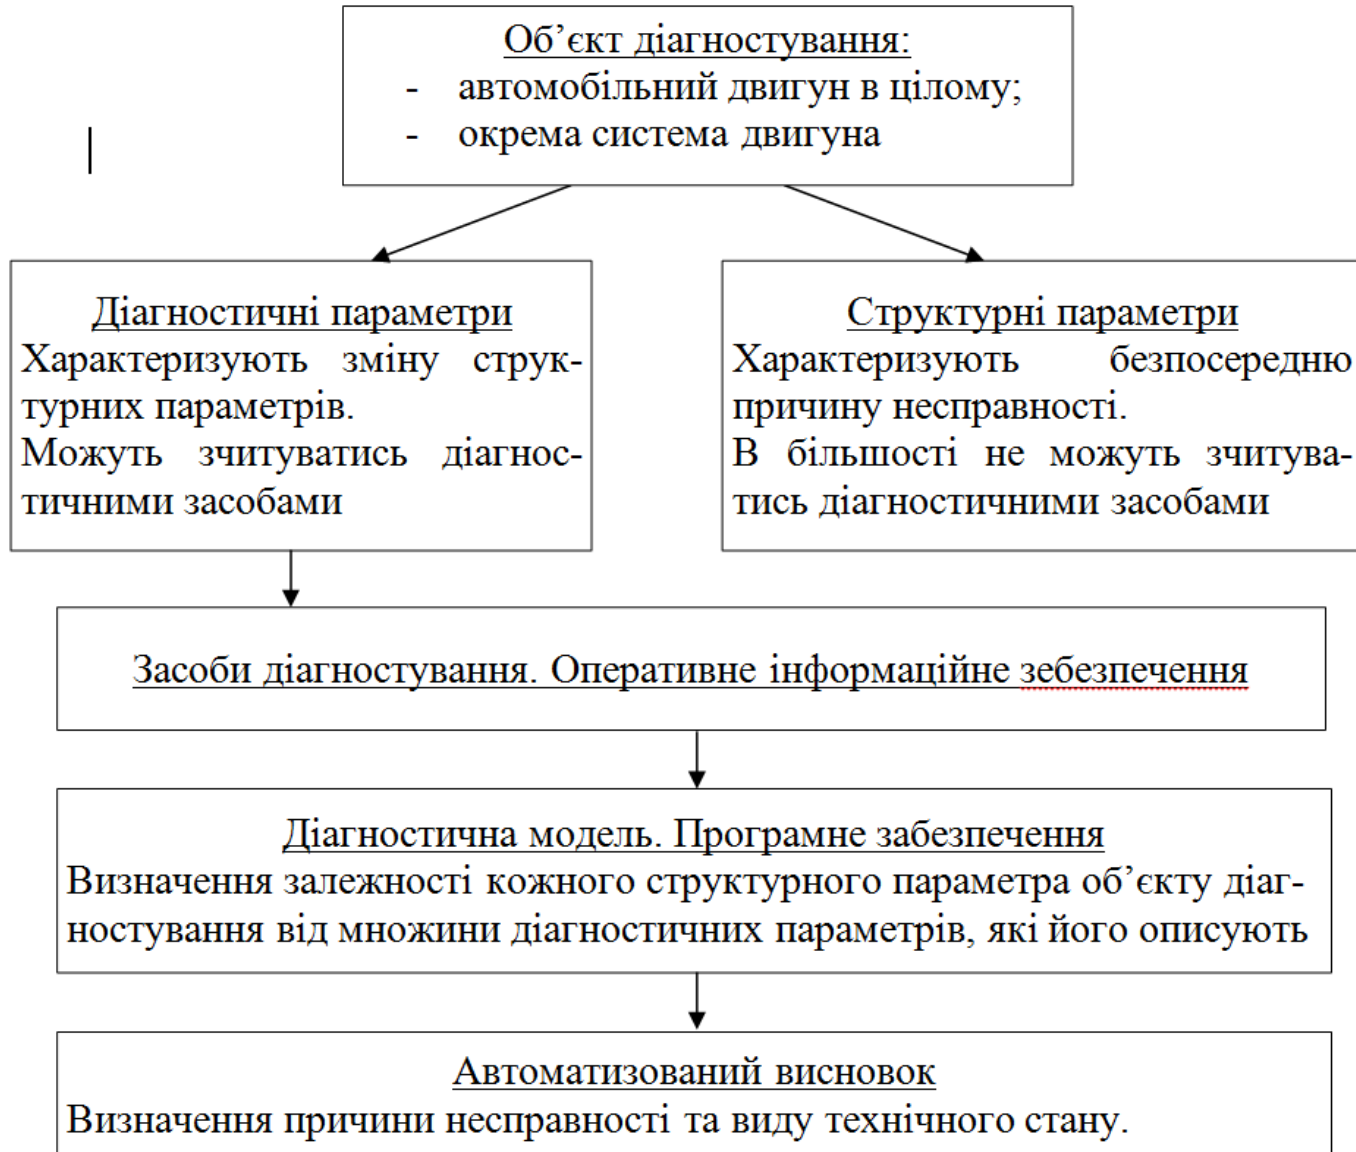 Об’єкт діагностування:
- автомобільний двигун в цілому;
- окрема система двигуна
Діагностичні параметри
Характеризують зміну струк-
турних параметрів.
Можуть зчитуватись діагнос-
тичними засобами
Структурні параметри
Характеризують безпосередню
причину несправності.
В більшості не можуть зчитува-
тись діагностичними засобами
Засоби діагностування. Оперативне інформаційне зебезпечення
Діагностична модель. Програмне забезпечення
Визначення залежності кожного структурного параметра об’єкту діаг-
ностування від множини діагностичних параметрів, які його описують
Автоматизований висновок
Визначення причини несправності та виду технічного стану.